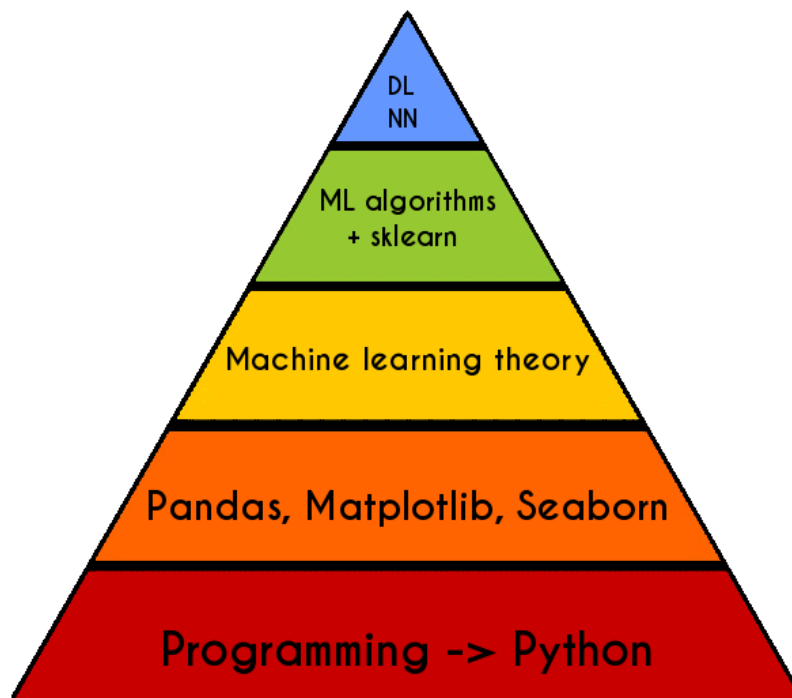 DL
NN
ML algorithms
+ sklearn
Machine learning theory
Pandas, Matplotlib, Seaborn
Programming -> Python